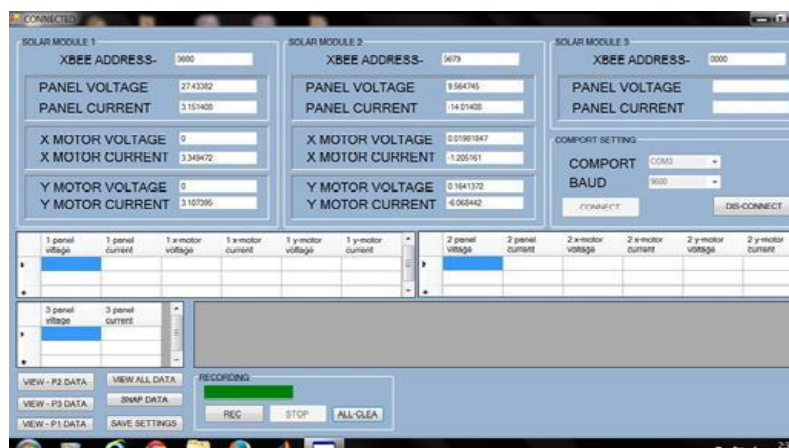 CONNECTED
SOLAR MODULE 1
XBEE ADDRESS- 5600
PANEL VOLTAGE 27.43382
PANEL CURRENT 3.151408
X MOTOR VOLTAGE 0
X MOTOR CURRENT 3.349472
Y MOTOR VOLTAGE 0
Y MOTOR CURRENT 3.107395
SOLAR MODULE 2
XBEE ADDRESS- 5679
PANEL VOLTAGE 9.564745
PANEL CURRENT -14.01408
X MOTOR VOLTAGE 0.01981847
X MOTOR CURRENT -1.205161
Y MOTOR VOLTAGE 0.1641372
Y MOTOR CURRENT -6.068442
SOLAR MODULE 3
XBEE ADDRESS- 0000
PANEL VOLTAGE
PANEL CURRENT
COMPORT SETTING
COMPORT COM3
BAUD 9600
CONNECT DIS-CONNECT
1 panel vittage 1 panel current 1 x-motor voltage 1 x-motor current 1 y-motor voltage 1 y-motor current
2 panel vittage 2 panel current 2 x-motor voltage 2 x-motor current 2 y-motor voltage 2 y-motor current
3 panel vittage 3 panel current
VIEW - P2 DATA VIEW ALL DATA
VIEW - P3 DATA SNAP DATA
VIEW - P1 DATA SAVE SETTINGS
RECORDING
REC STOP ALL-CLEA